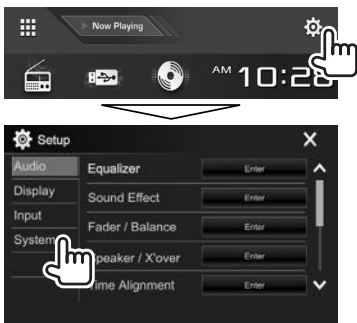 Now Playing
AM 10:28
Setup X
Audio Equalizer Enter
Display Sound Effect Enter
Input Fader / Balance Enter
System Speaker / X'over Enter
Time Alignment Enter